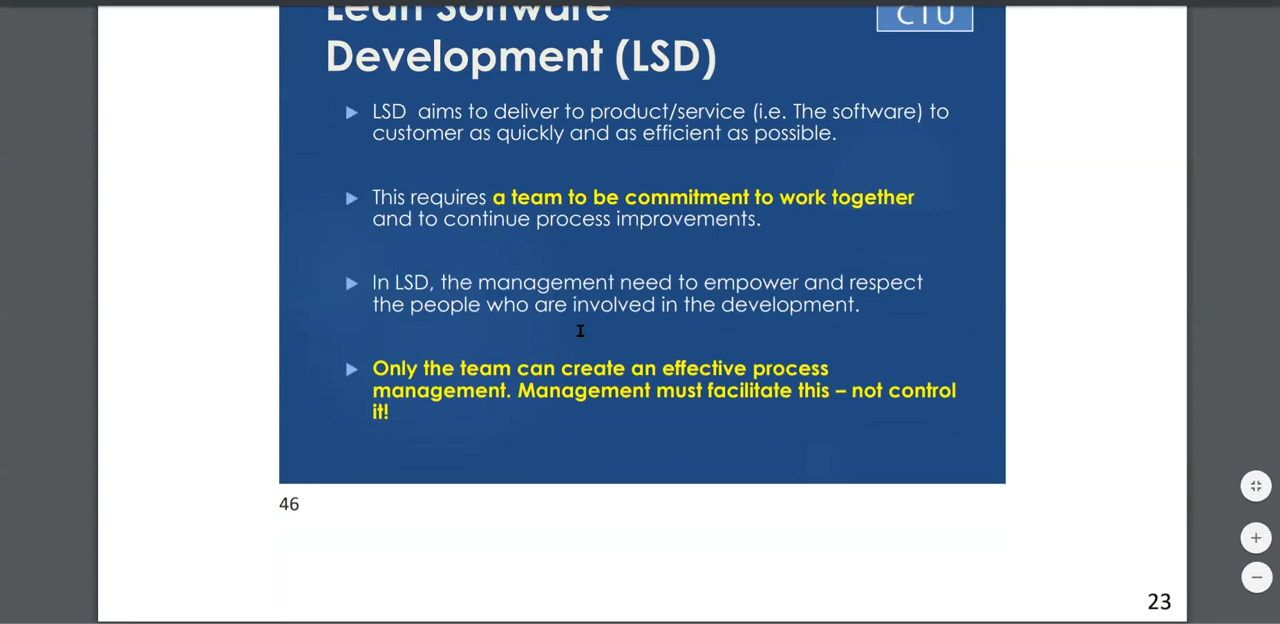 Lean Software
CTU
Development (LSD)
LSD aims to deliver to product/service (i.e. The software) to
customer as quickly and as efficient as possible.
This requires a team to be commitment to work together
and to continue process improvements.
In LSD, the management need to empower and respect
the people who are involved in the development.
Only the team can create an effective process
management. Management must facilitate this – not control
it!
46
23